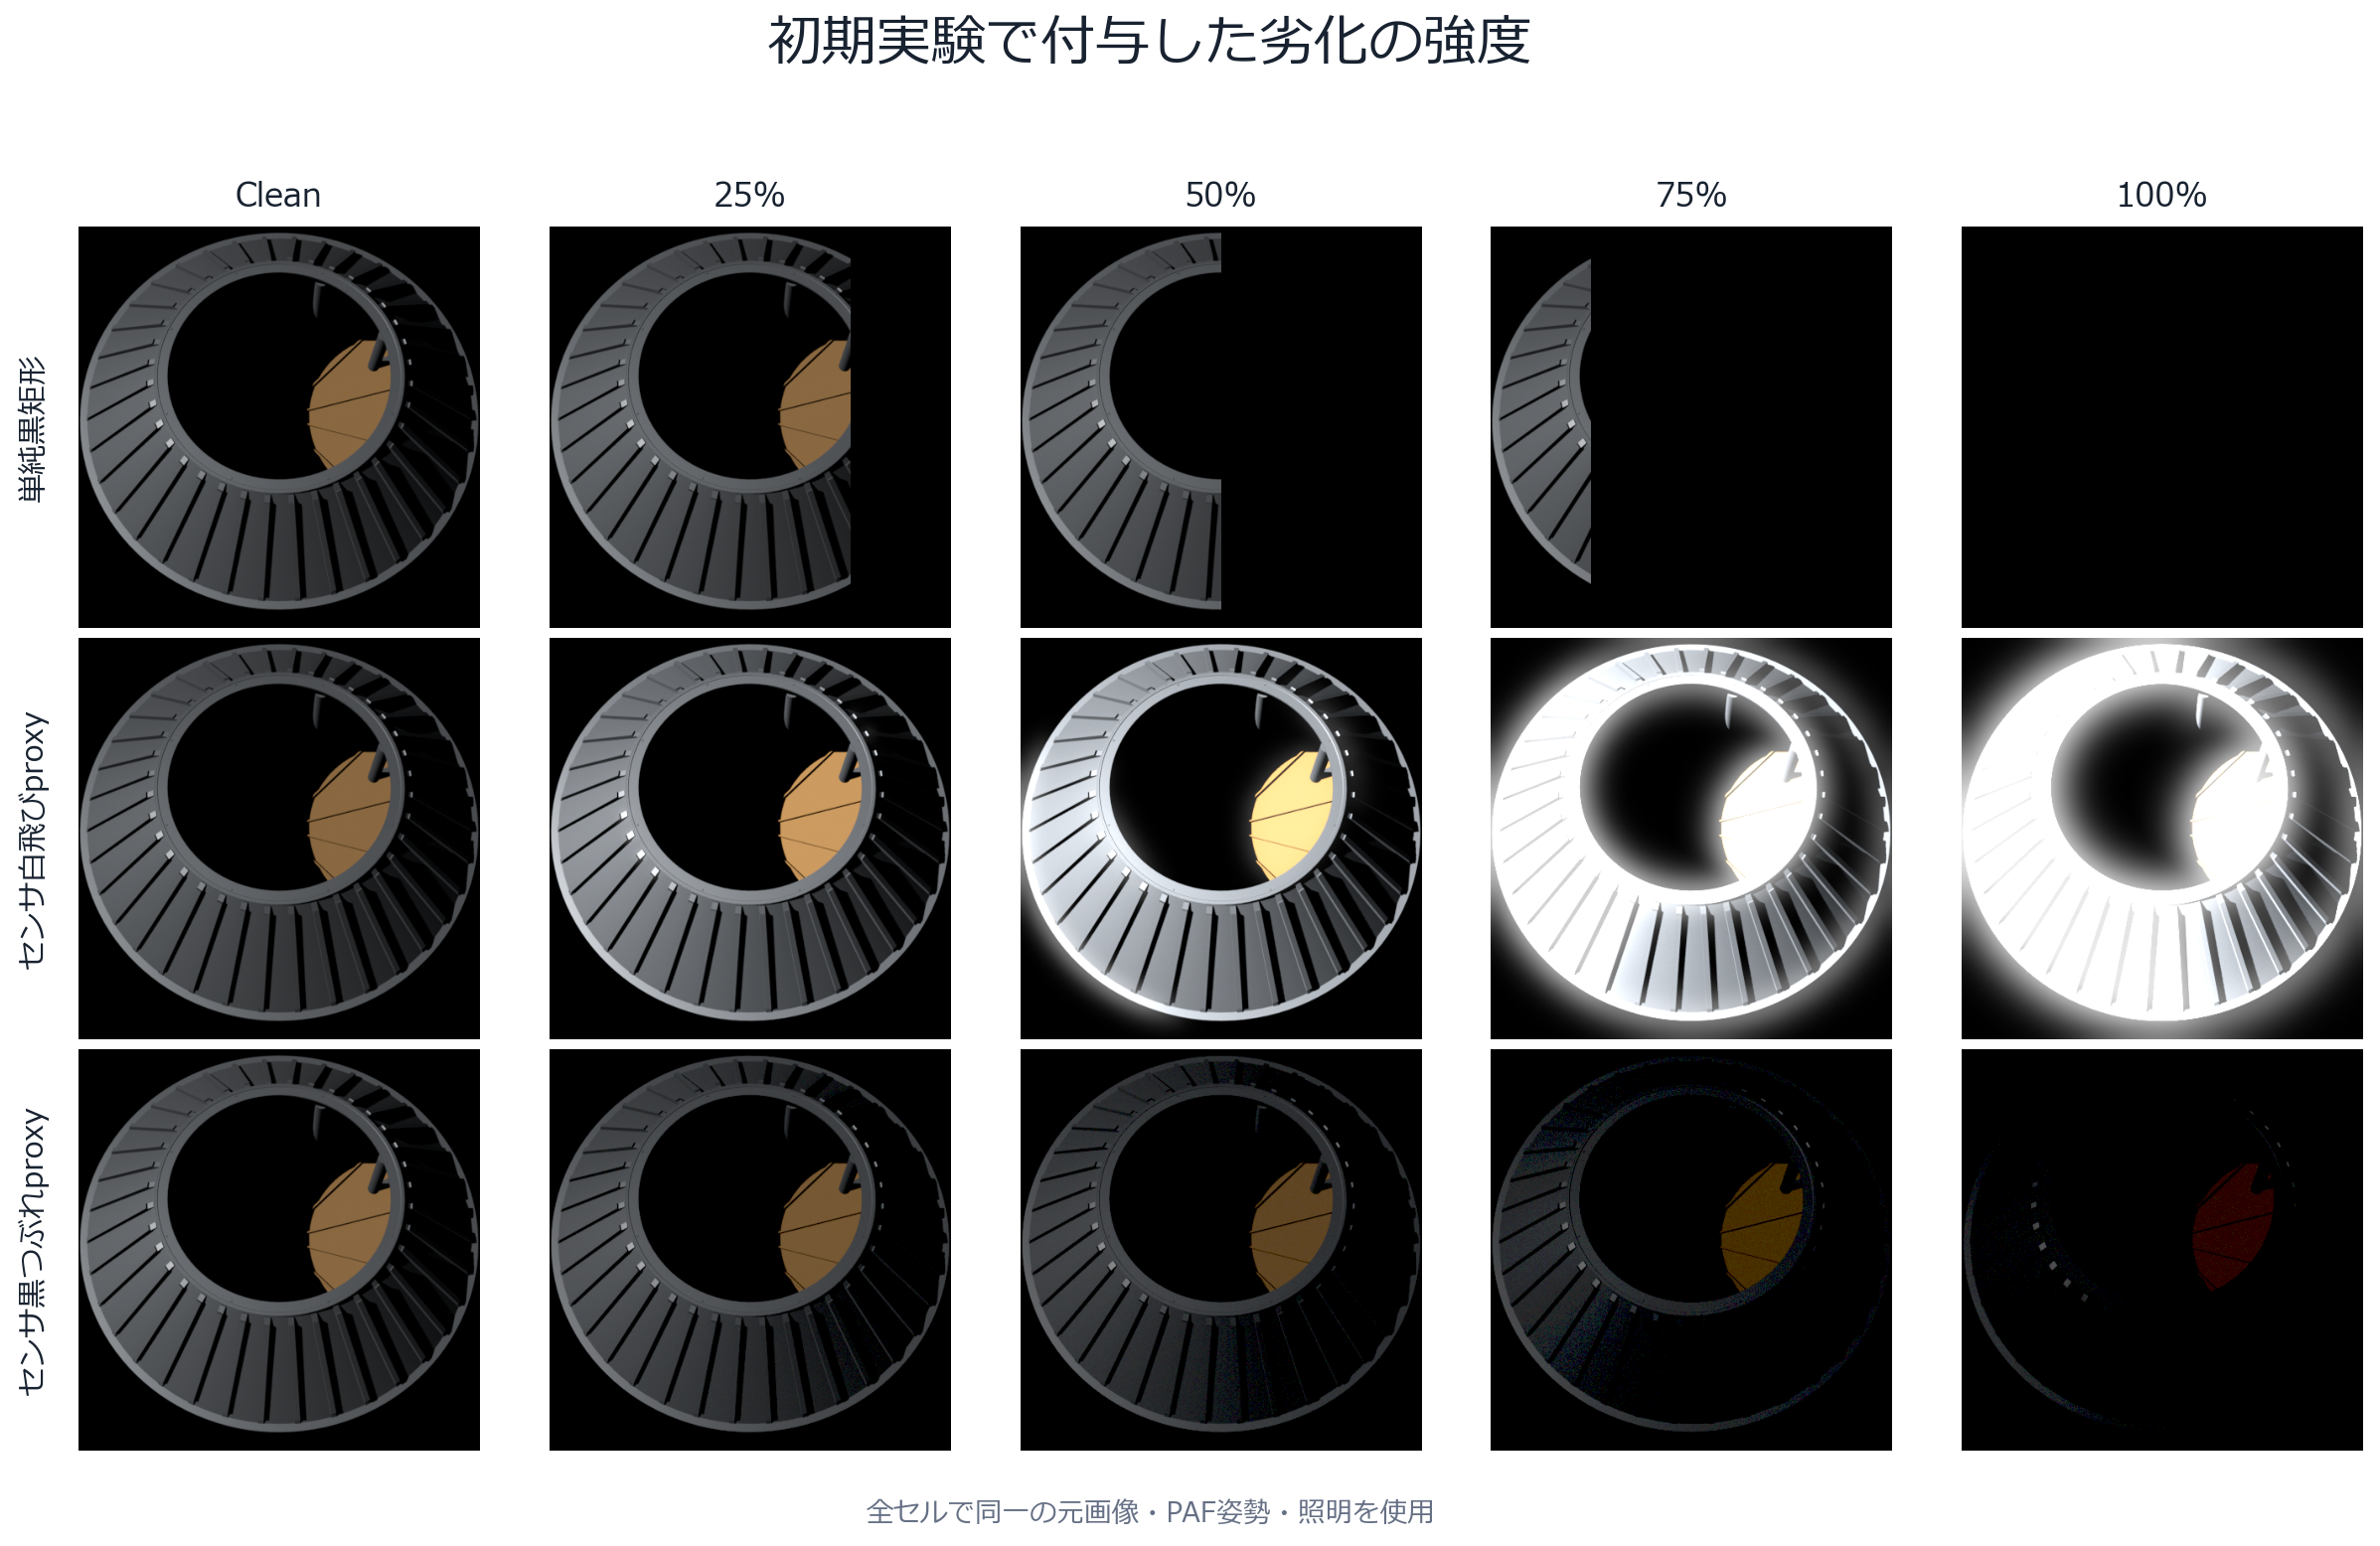 初期実験で付与した劣化の強度
Clean 25% 50% 75% 100%
単純黒矩形
センサ白飛びproxy
センサ黒つぶれproxy
全セルで同一の元画像・PAF姿勢・照明を使用